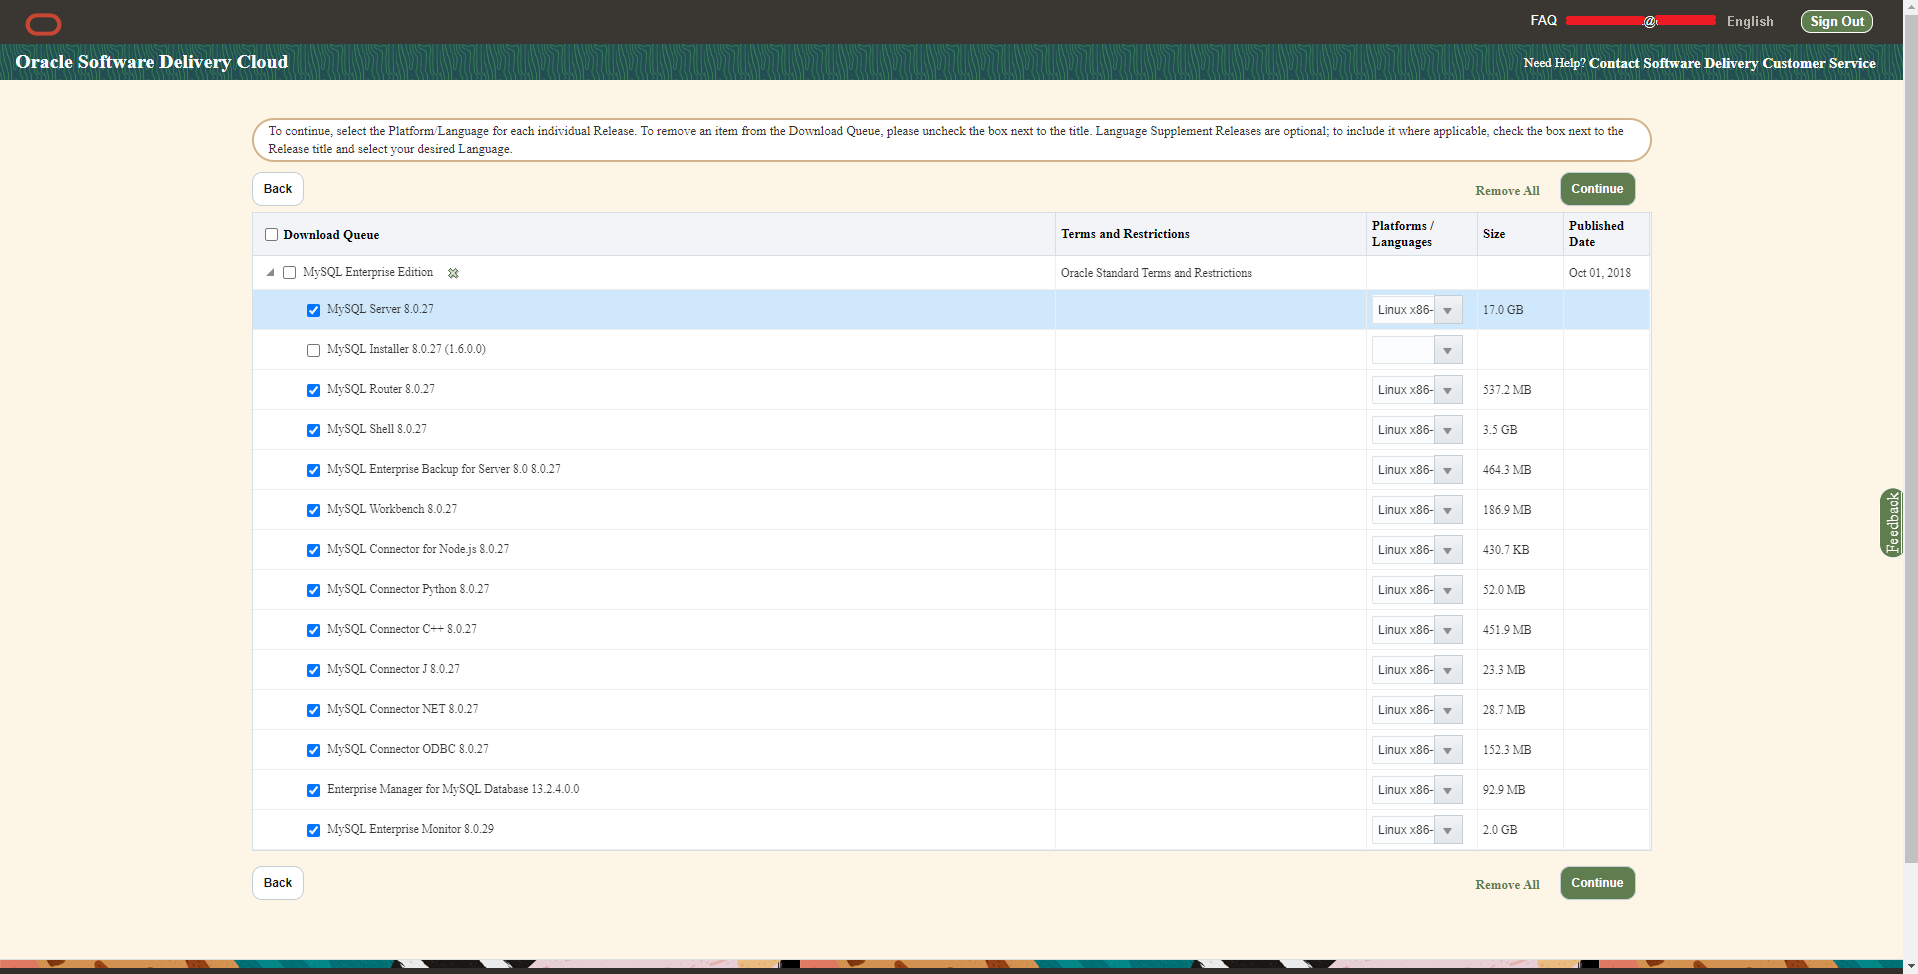 FAQ @ English Sign Out
Oracle Software Delivery Cloud
Need Help? Contact Software Delivery Customer Service
To continue, select the Platform/Language for each individual Release. To remove an item from the Download Queue, please uncheck the box next to the title. Language Supplement Releases are optional; to include it where applicable, check the box next to the
Release title and select your desired Language.
Back Remove All Continue
Download Queue Terms and Restrictions Platforms / Languages Size Published Date
MySQL Enterprise Edition Oracle Standard Terms and Restrictions Oct 01, 2018
MySQL Server 8.0.27 Linux x86- 17.0 GB
MySQL Installer 8.0.27 (1.6.0.0)
MySQL Router 8.0.27 Linux x86- 537.2 MB
MySQL Shell 8.0.27 Linux x86- 3.5 GB
MySQL Enterprise Backup for Server 8.0 8.0.27 Linux x86- 464.3 MB
MySQL Workbench 8.0.27 Linux x86- 186.9 MB
MySQL Connector for Node.js 8.0.27 Linux x86- 430.7 KB
MySQL Connector Python 8.0.27 Linux x86- 52.0 MB
MySQL Connector C++ 8.0.27 Linux x86- 451.9 MB
MySQL Connector J 8.0.27 Linux x86- 23.3 MB
MySQL Connector NET 8.0.27 Linux x86- 28.7 MB
MySQL Connector ODBC 8.0.27 Linux x86- 152.3 MB
Enterprise Manager for MySQL Database 13.2.4.0.0 Linux x86- 92.9 MB
MySQL Enterprise Monitor 8.0.29 Linux x86- 2.0 GB
Back Remove All Continue
Feedback